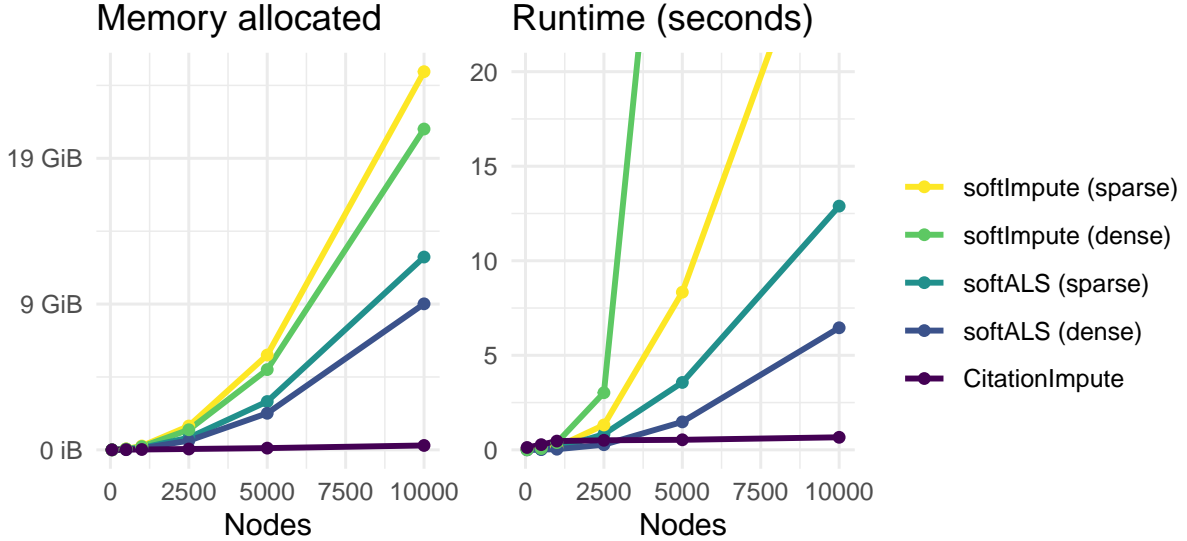 Memory allocated
19 GiB
9 GiB
0 iB
0 2500 5000 7500 10000
Nodes
Runtime (seconds)
20
15
10
5
0
0 2500 5000 7500 10000
Nodes
softImpute (sparse)
softImpute (dense)
softALS (sparse)
softALS (dense)
CitationImpute